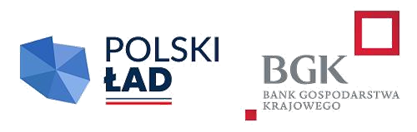 POLSKI
ŁAD
BGK
BANK GOSPODARSTWA
KRAJOWEGO